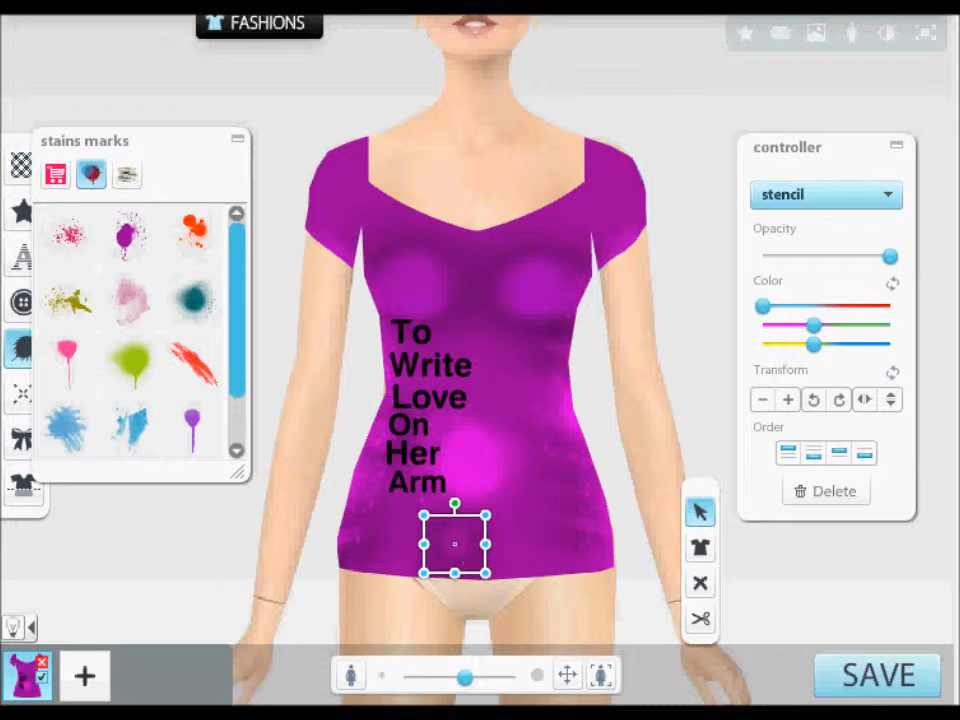 FASHIONS
stains marks
controller
stencil
Opacity
Color
Transform
Order
Delete
To
Write
Love
On
Her
Arm
A
SAVE